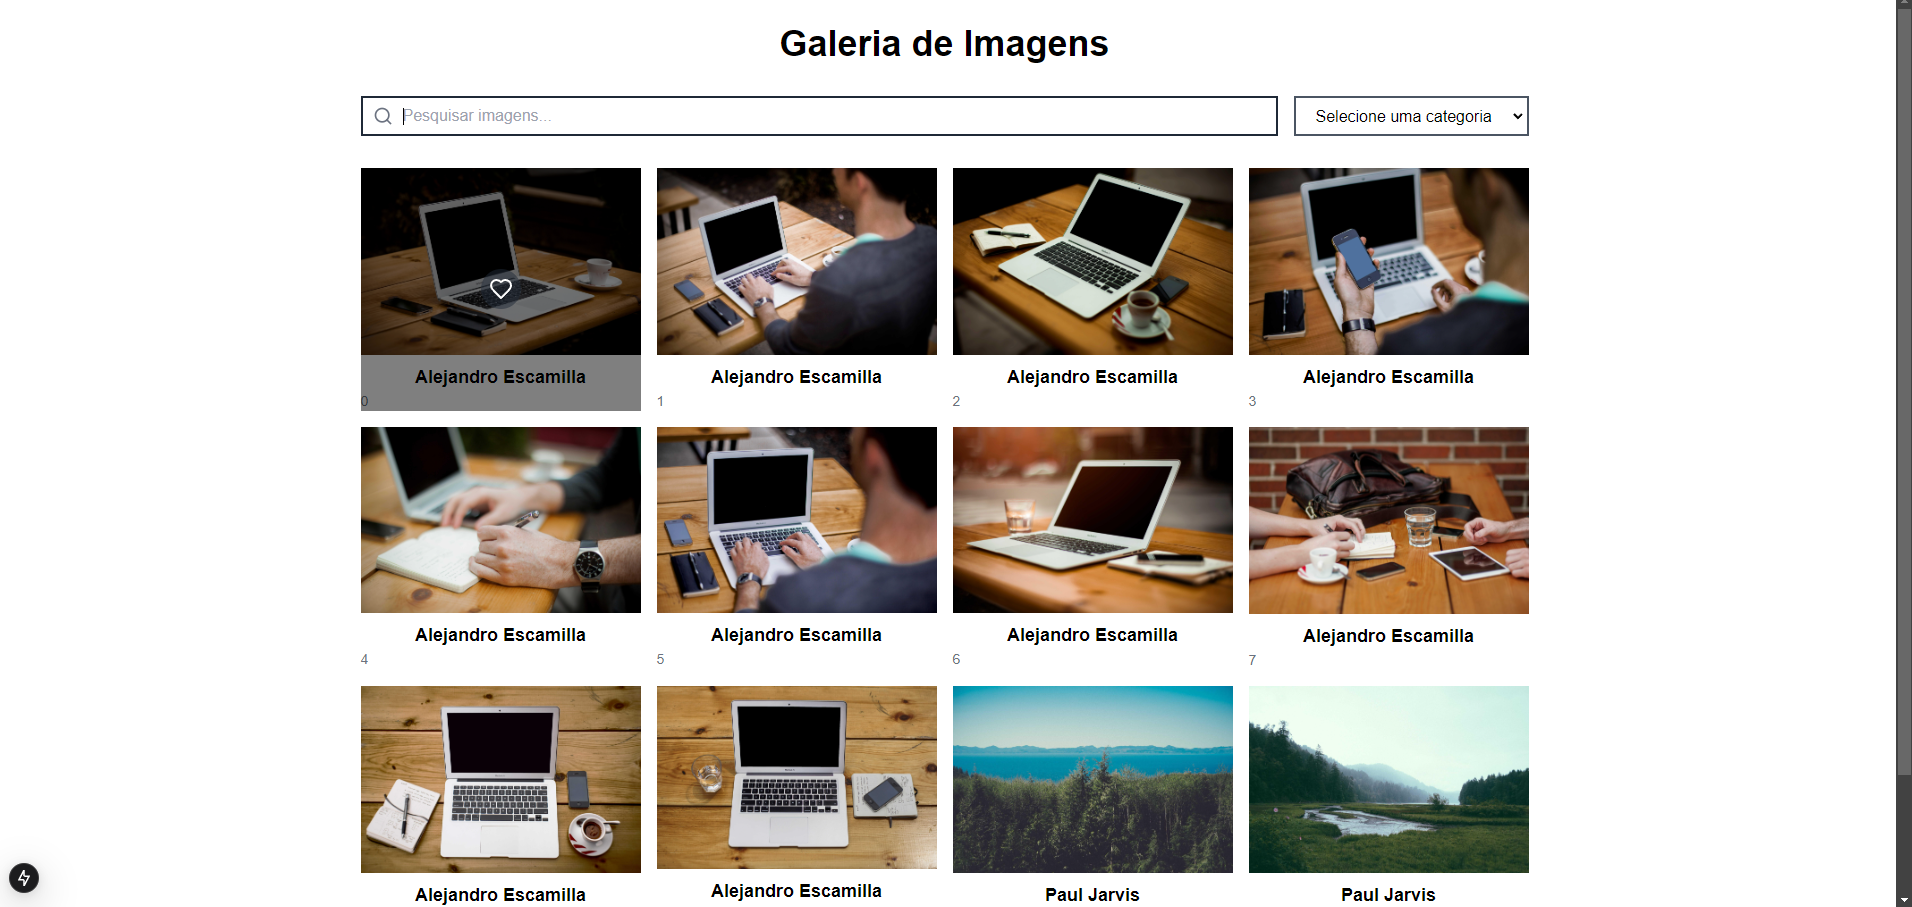 Galeria de Imagens
Pesquisar imagens...
Selecione uma categoria
Alejandro Escamilla
Alejandro Escamilla
Alejandro Escamilla
Alejandro Escamilla
0
1
2
3
Alejandro Escamilla
Alejandro Escamilla
Alejandro Escamilla
Alejandro Escamilla
4
5
6
7
Alejandro Escamilla
Alejandro Escamilla
Paul Jarvis
Paul Jarvis